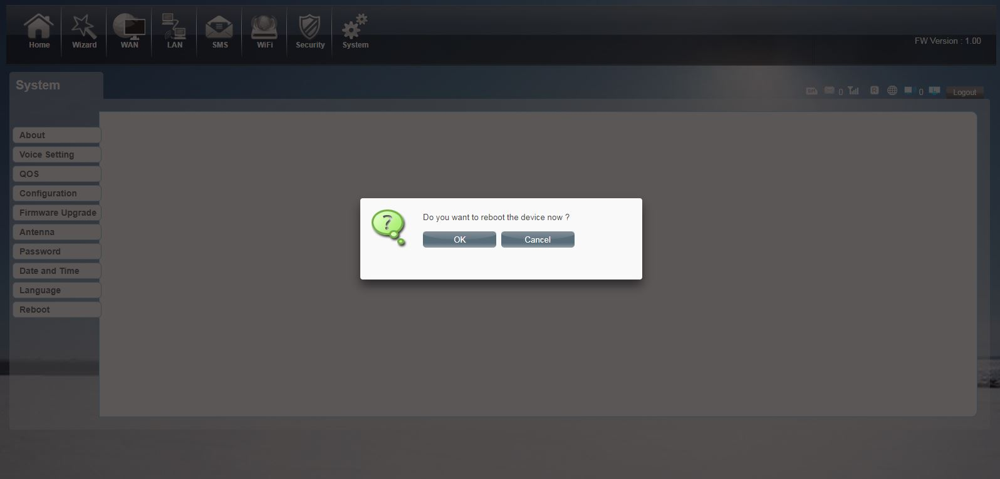 Home
Wizard
WAN
LAN
SMS
WiFi
Security
System
FW Version : 1.00
System
SIM
0
R
0
L
Logout
About
Voice Setting
QOS
Configuration
Firmware Upgrade
Antenna
Password
Date and Time
Language
Reboot
?
Do you want to reboot the device now ?
OK
Cancel